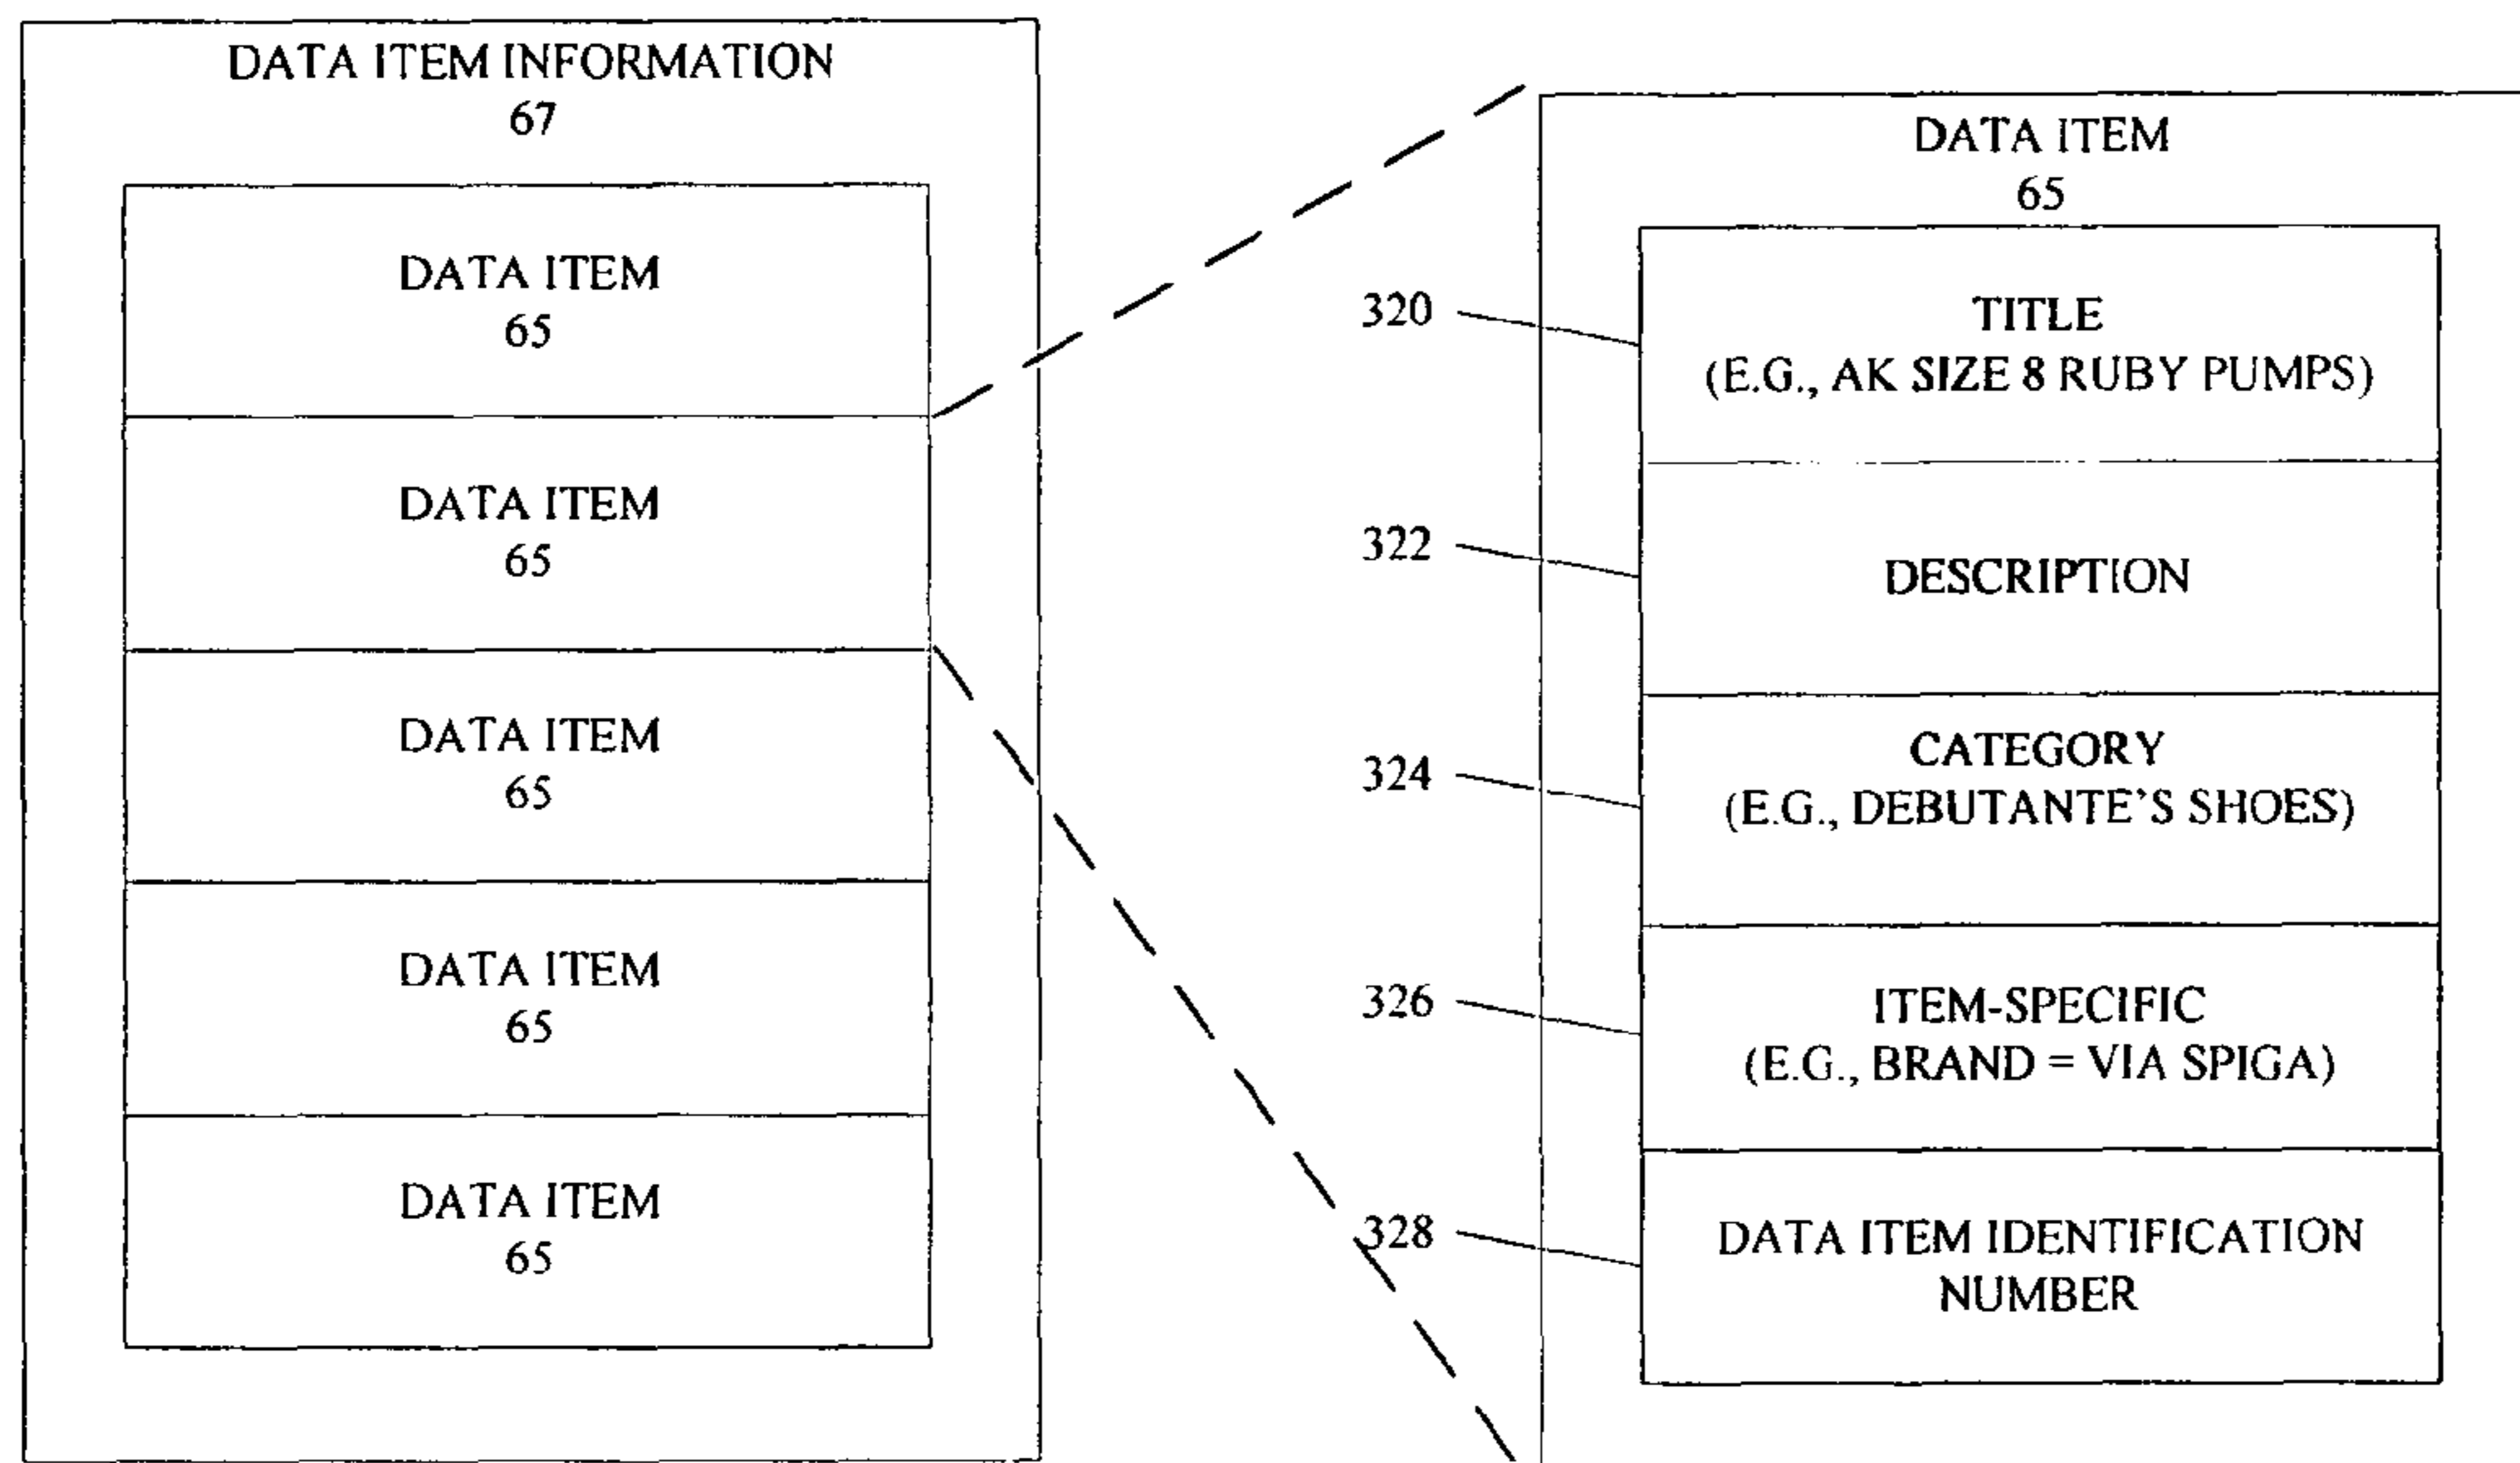 DATA ITEM INFORMATION
67
DATA ITEM
65
DATA ITEM
65
DATA ITEM
65
DATA ITEM
65
DATA ITEM
65
DATA ITEM
65
320
TITLE
(E.G., AK SIZE 8 RUBY PUMPS)
322
DESCRIPTION
324
CATEGORY
(E.G., DEBUTANTE'S SHOES)
326
ITEM-SPECIFIC
(E.G., BRAND = VIA SPIGA)
328
DATA ITEM IDENTIFICATION
NUMBER